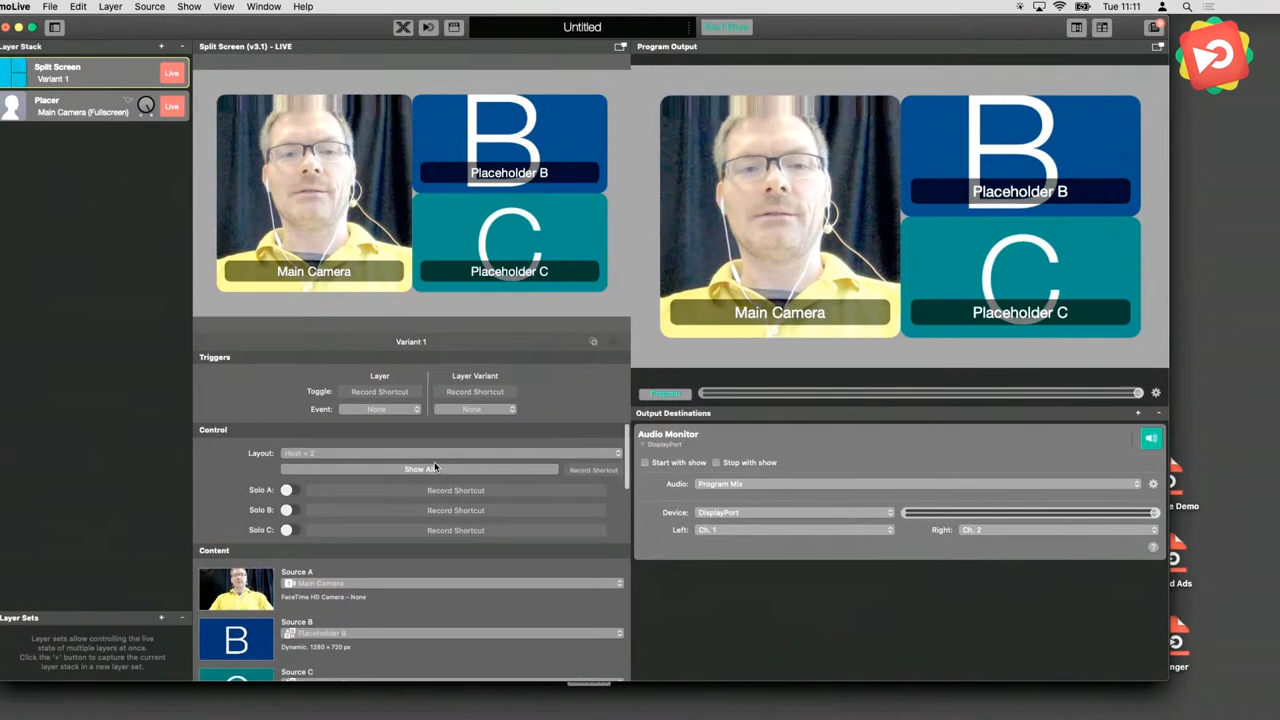 moLive File Edit Layer Source Show View Window Help Tue 11:11
Untitled
Start Show
Layer Stack + -
Split Screen (v3.1) - LIVE
Program Output
Split Screen
Variant 1
Live
Placer
Main Camera (Fullscreen)
Live
B
Placeholder B
C
Placeholder C
Main Camera
B
Placeholder B
C
Placeholder C
Main Camera
Variant 1
Triggers
Layer Layer Variant
Toggle: Record Shortcut Record Shortcut
Event: None None
Control
Layout: Host + 2
Show All Record Shortcut
Solo A: Record Shortcut
Solo B: Record Shortcut
Solo C: Record Shortcut
Content
Source A
1 Main Camera
FaceTime HD Camera – None
B
Source B
Placeholder B
Dynamic. 1280 × 720 px
Source C
Program
Output Destinations + -
Audio Monitor
DisplayPort
Start with show Stop with show
Audio: Program Mix
Device: DisplayPort
Left: Ch. 1 Right: Ch. 2
?
e Demo
d Ads
nger
Layer Sets + -
Layer sets allow controlling the live
state of multiple layers at once.
Click the '+' button to capture the current
layer stack in a new layer set.